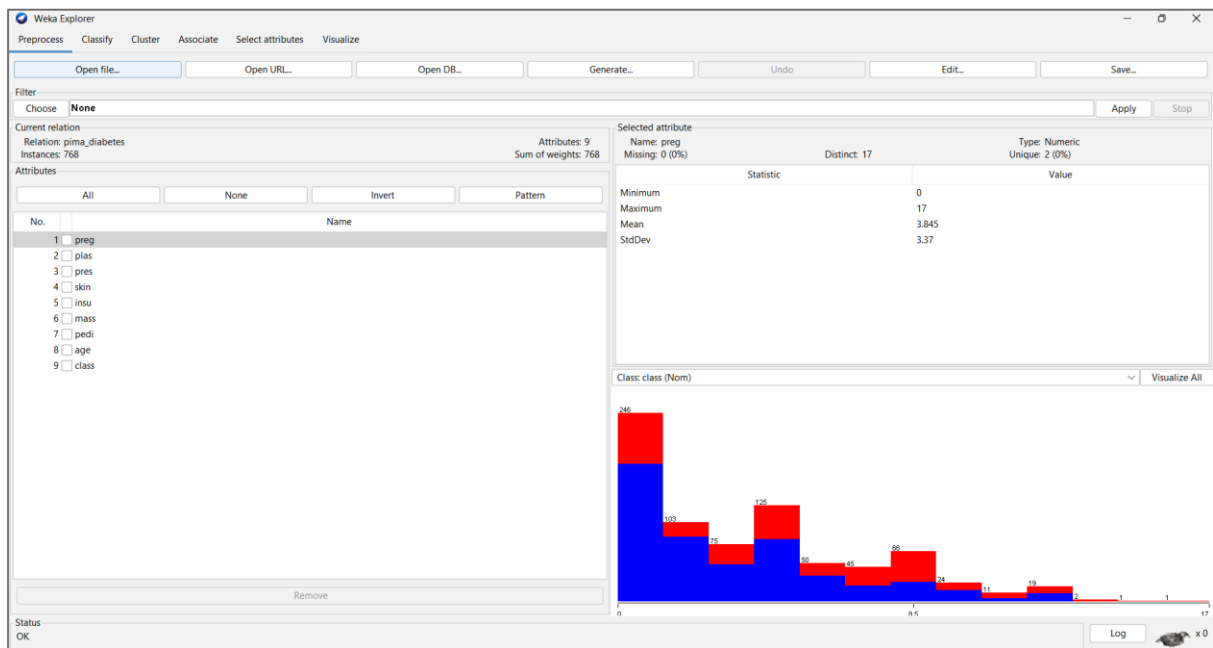 Weka Explorer
Preprocess Classify Cluster Associate Select attributes Visualize
Open file... Open URL... Open DB... Generate... Undo Edit... Save...
Filter
Choose None Apply Stop
Current relation
Relation: pima_diabetes Attributes: 9
Instances: 768 Sum of weights: 768
Attributes
All None Invert Pattern
No. Name
1 preg
2 plas
3 pres
4 skin
5 insu
6 mass
7 pedi
8 age
9 class
Remove
Selected attribute
Name: preg Type: Numeric
Missing: 0 (0%) Distinct: 17 Unique: 2 (0%)
Statistic Value
Minimum 0
Maximum 17
Mean 3.845
StdDev 3.37
Class: class (Nom) Visualize All
246
103
75
125
50
45
66
24
11
19
2
1
1
0 8.5 17
Status
OK Log x 0